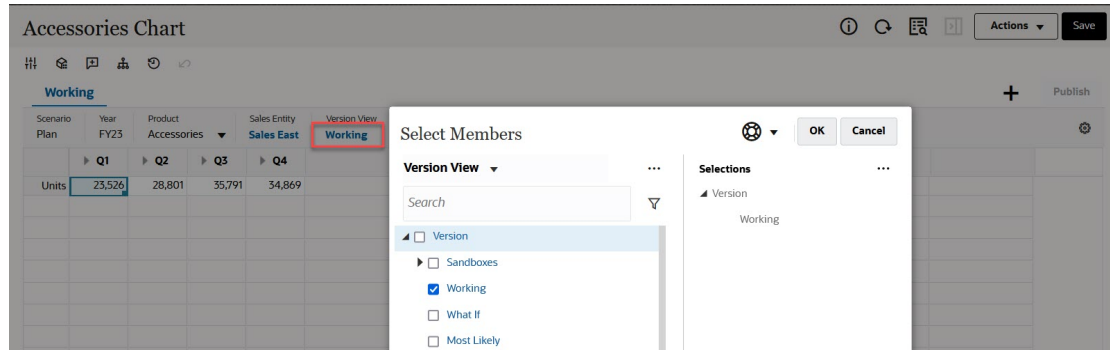 Accessories Chart
Actions
Save
Working
Publish
Scenario Year Product Sales Entity Version View
Plan FY23 Accessories Sales East Working
Q1 Q2 Q3 Q4
Units 23,526 28,801 35,791 34,869
Select Members
OK Cancel
Version View
Selections
Search
Version
Working
Version
Sandboxes
Working
What If
Most Likely